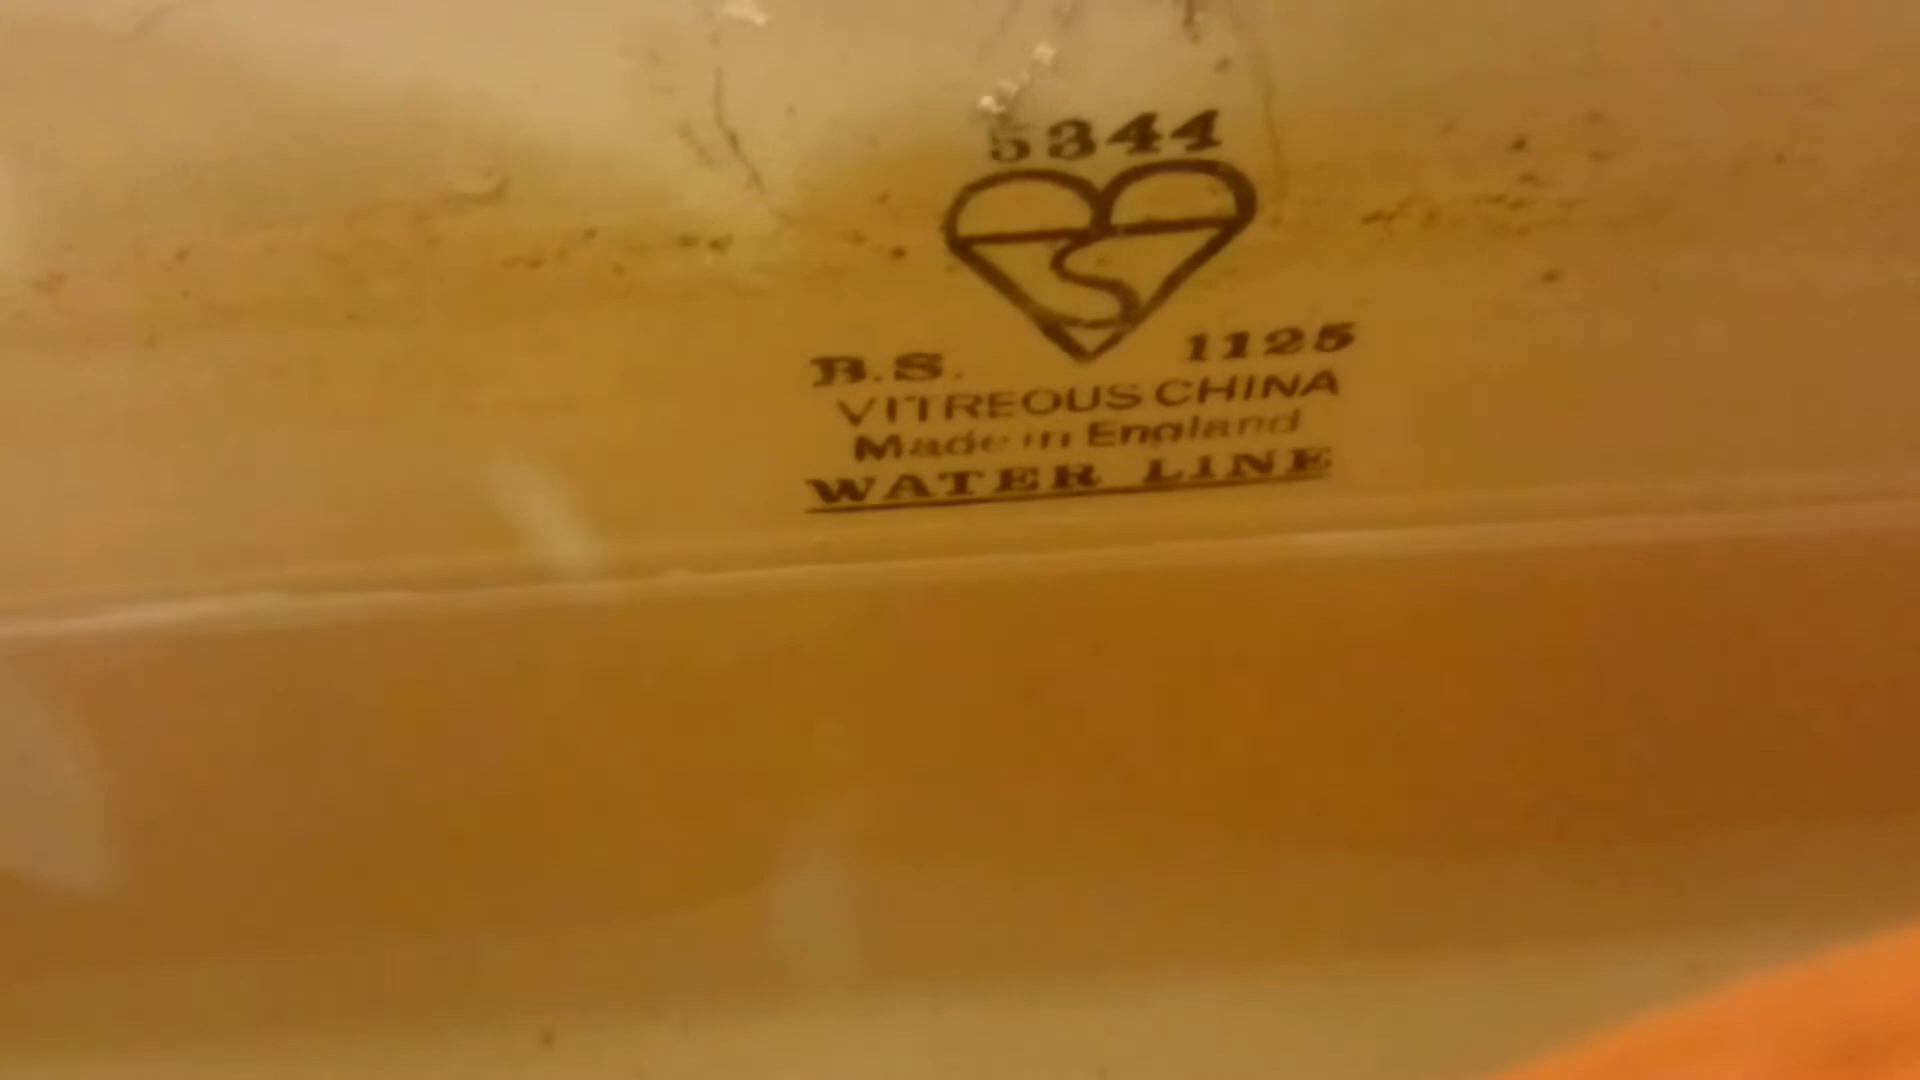 5344
B.S. 1125
VITREOUS CHINA
Made in England
WATER LINE